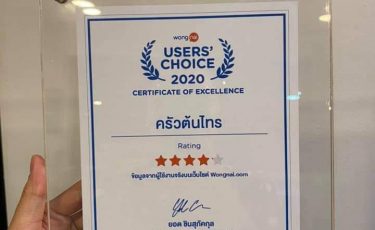 wongnai
USERS'
CHOICE
2020
CERTIFICATE OF EXCELLENCE
ครัวต้นไทร
Rating
ข้อมูลจากผู้ใช้งานจริงบนเว็บไซต์ Wongnai.com
ยอด ชินสุภัคกุล